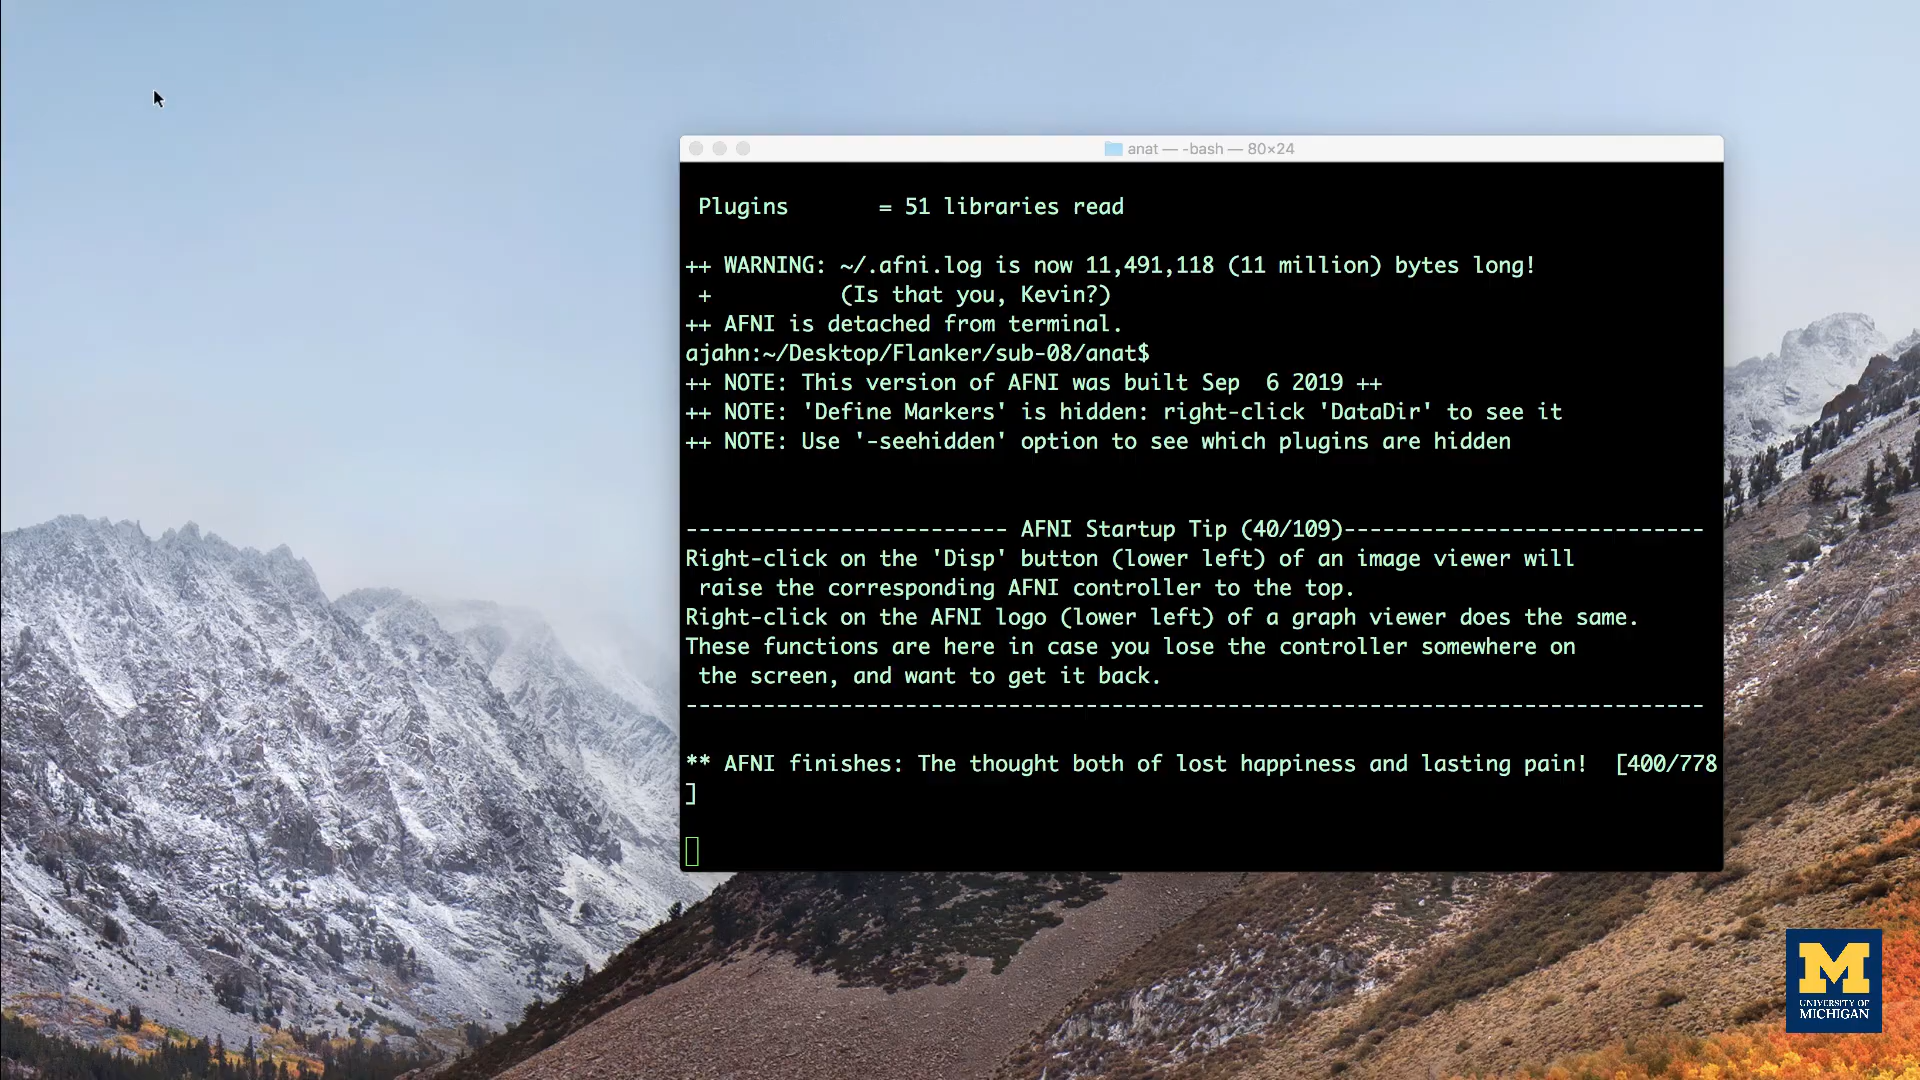 anat — -bash — 80×24
Plugins       = 51 libraries read
++ WARNING: ~/.afni.log is now 11,491,118 (11 million) bytes long!
 +          (Is that you, Kevin?)
++ AFNI is detached from terminal.
ajahn:~/Desktop/Flanker/sub-08/anat$
++ NOTE: This version of AFNI was built Sep  6 2019 ++
++ NOTE: 'Define Markers' is hidden: right-click 'DataDir' to see it
++ NOTE: Use '-seehidden' option to see which plugins are hidden
------------------------- AFNI Startup Tip (40/109)----------------------------
Right-click on the 'Disp' button (lower left) of an image viewer will
 raise the corresponding AFNI controller to the top.
Right-click on the AFNI logo (lower left) of a graph viewer does the same.
These functions are here in case you lose the controller somewhere on
 the screen, and want to get it back.
-------------------------------------------------------------------------------
** AFNI finishes: The thought both of lost happiness and lasting pain!  [400/778
]
M
UNIVERSITY OF
MICHIGAN